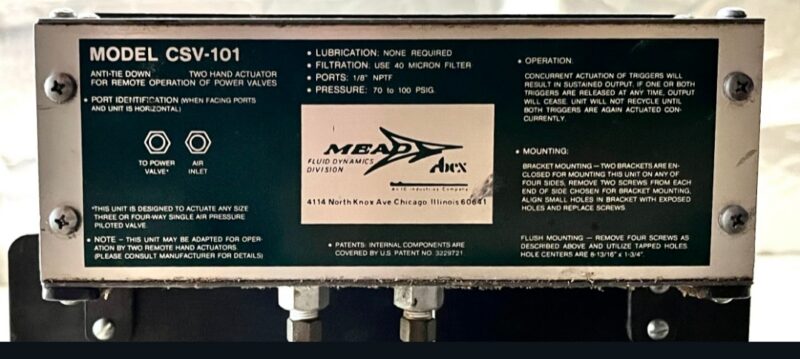 MODEL CSV-101
ANTI-TIE DOWN TWO HAND ACTUATOR
FOR REMOTE OPERATION OF POWER VALVES
• PORT IDENTIFICATION (WHEN FACING PORTS
AND UNIT IS HORIZONTAL)
TO POWER
VALVE*
AIR
INLET
*THIS UNIT IS DESIGNED TO ACTUATE ANY SIZE
THREE OR FOUR-WAY SINGLE AIR PRESSURE
PILOTED VALVE.
• NOTE – THIS UNIT MAY BE ADAPTED FOR OPER-
ATION BY TWO REMOTE HAND ACTUATORS.
(PLEASE CONSULT MANUFACTURER FOR DETAILS)
• LUBRICATION: NONE REQUIRED
• FILTRATION: USE 40 MICRON FILTER
• PORTS: 1/8" NPTF
• PRESSURE: 70 to 100 PSIG.
MEAD
FLUID DYNAMICS
DIVISION
Industries Company
4114 North Knox Ave Chicago Illinois 60641
• PATENTS: INTERNAL COMPONENTS ARE
COVERED BY U.S. PATENT NO. 3329721.
• OPERATION:
CONCURRENT ACTUATION OF TRIGGERS WILL
RESULT IN SUSTAINED OUTPUT. IF ONE OR BOTH
TRIGGERS ARE RELEASED AT ANY TIME, OUTPUT
WILL CEASE. UNIT WILL NOT RECYCLE UNTIL
BOTH TRIGGERS ARE AGAIN ACTUATED CON-
CURRENTLY.
• MOUNTING:
BRACKET MOUNTING — TWO BRACKETS ARE EN-
CLOSED FOR MOUNTING THIS UNIT ON ANY OF
FOUR SIDES, REMOVE TWO SCREWS FROM EACH
END OF SIDE CHOSEN FOR BRACKET MOUNTING,
ALIGN SMALL HOLES IN BRACKET WITH EXPOSED
HOLES AND REPLACE SCREWS.
FLUSH MOUNTING — REMOVE FOUR SCREWS AS
DESCRIBED ABOVE AND UTILIZE TAPPED HOLES.
HOLE CENTERS ARE 8-13/16" x 1-3/4".